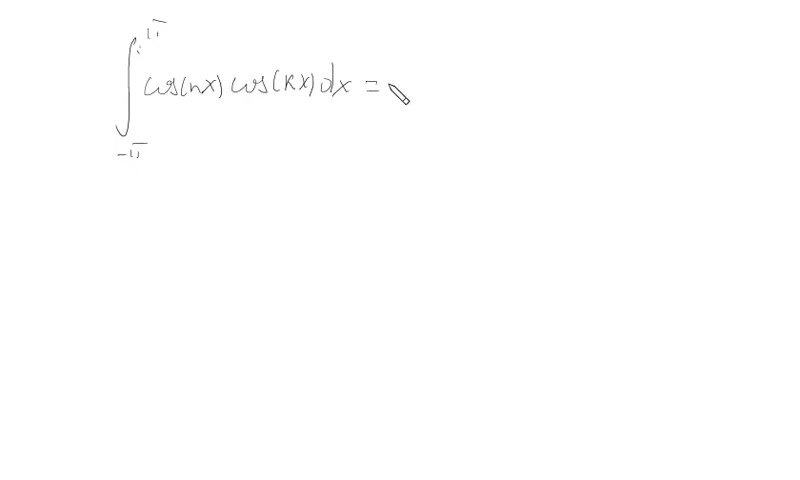 ∫_{-π}^{π} cos(nx) cos(kx) dx =